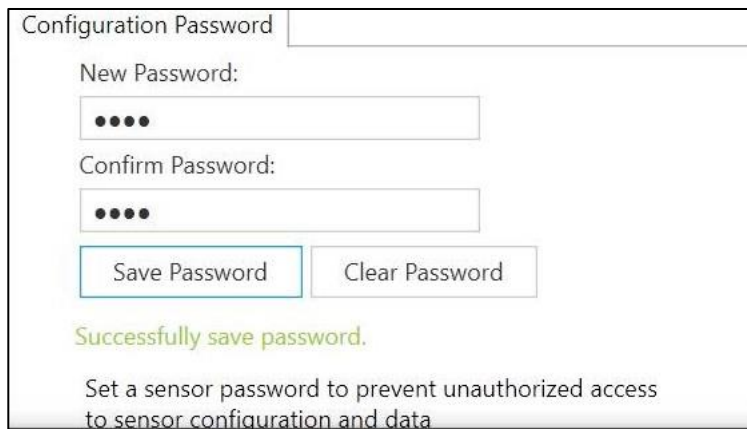 Configuration Password
New Password:
●●●●
Confirm Password:
●●●●
Save Password Clear Password
Successfully save password.
Set a sensor password to prevent unauthorized access
to sensor configuration and data